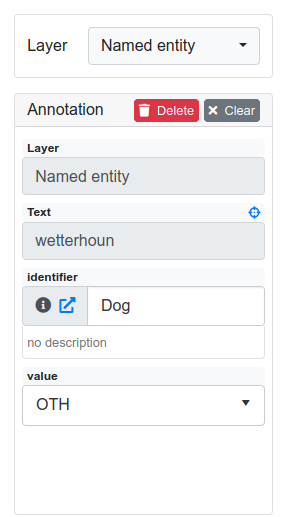 Layer Named entity
Annotation Delete Clear
Layer
Named entity
Text
wetterhoun
identifier
Dog
no description
value
OTH